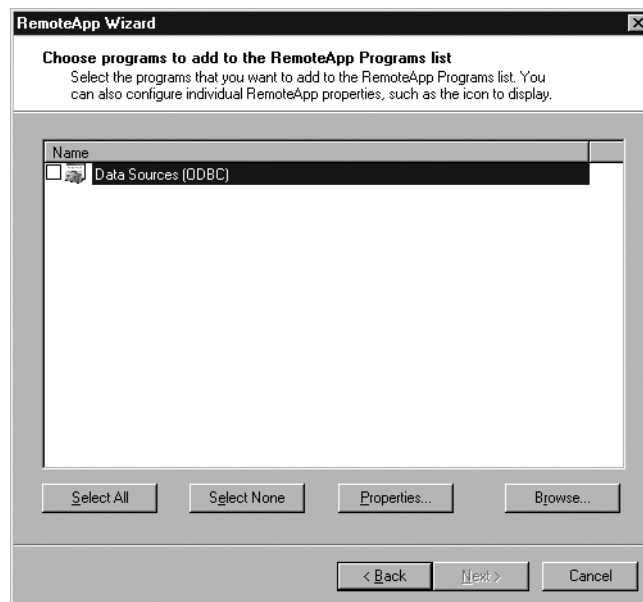 RemoteApp Wizard
Choose programs to add to the RemoteApp Programs list
Select the programs that you want to add to the RemoteApp Programs list. You
can also configure individual RemoteApp properties, such as the icon to display.
Name
Data Sources (ODBC)
Select All Select None Properties... Browse...
< Back Next > Cancel